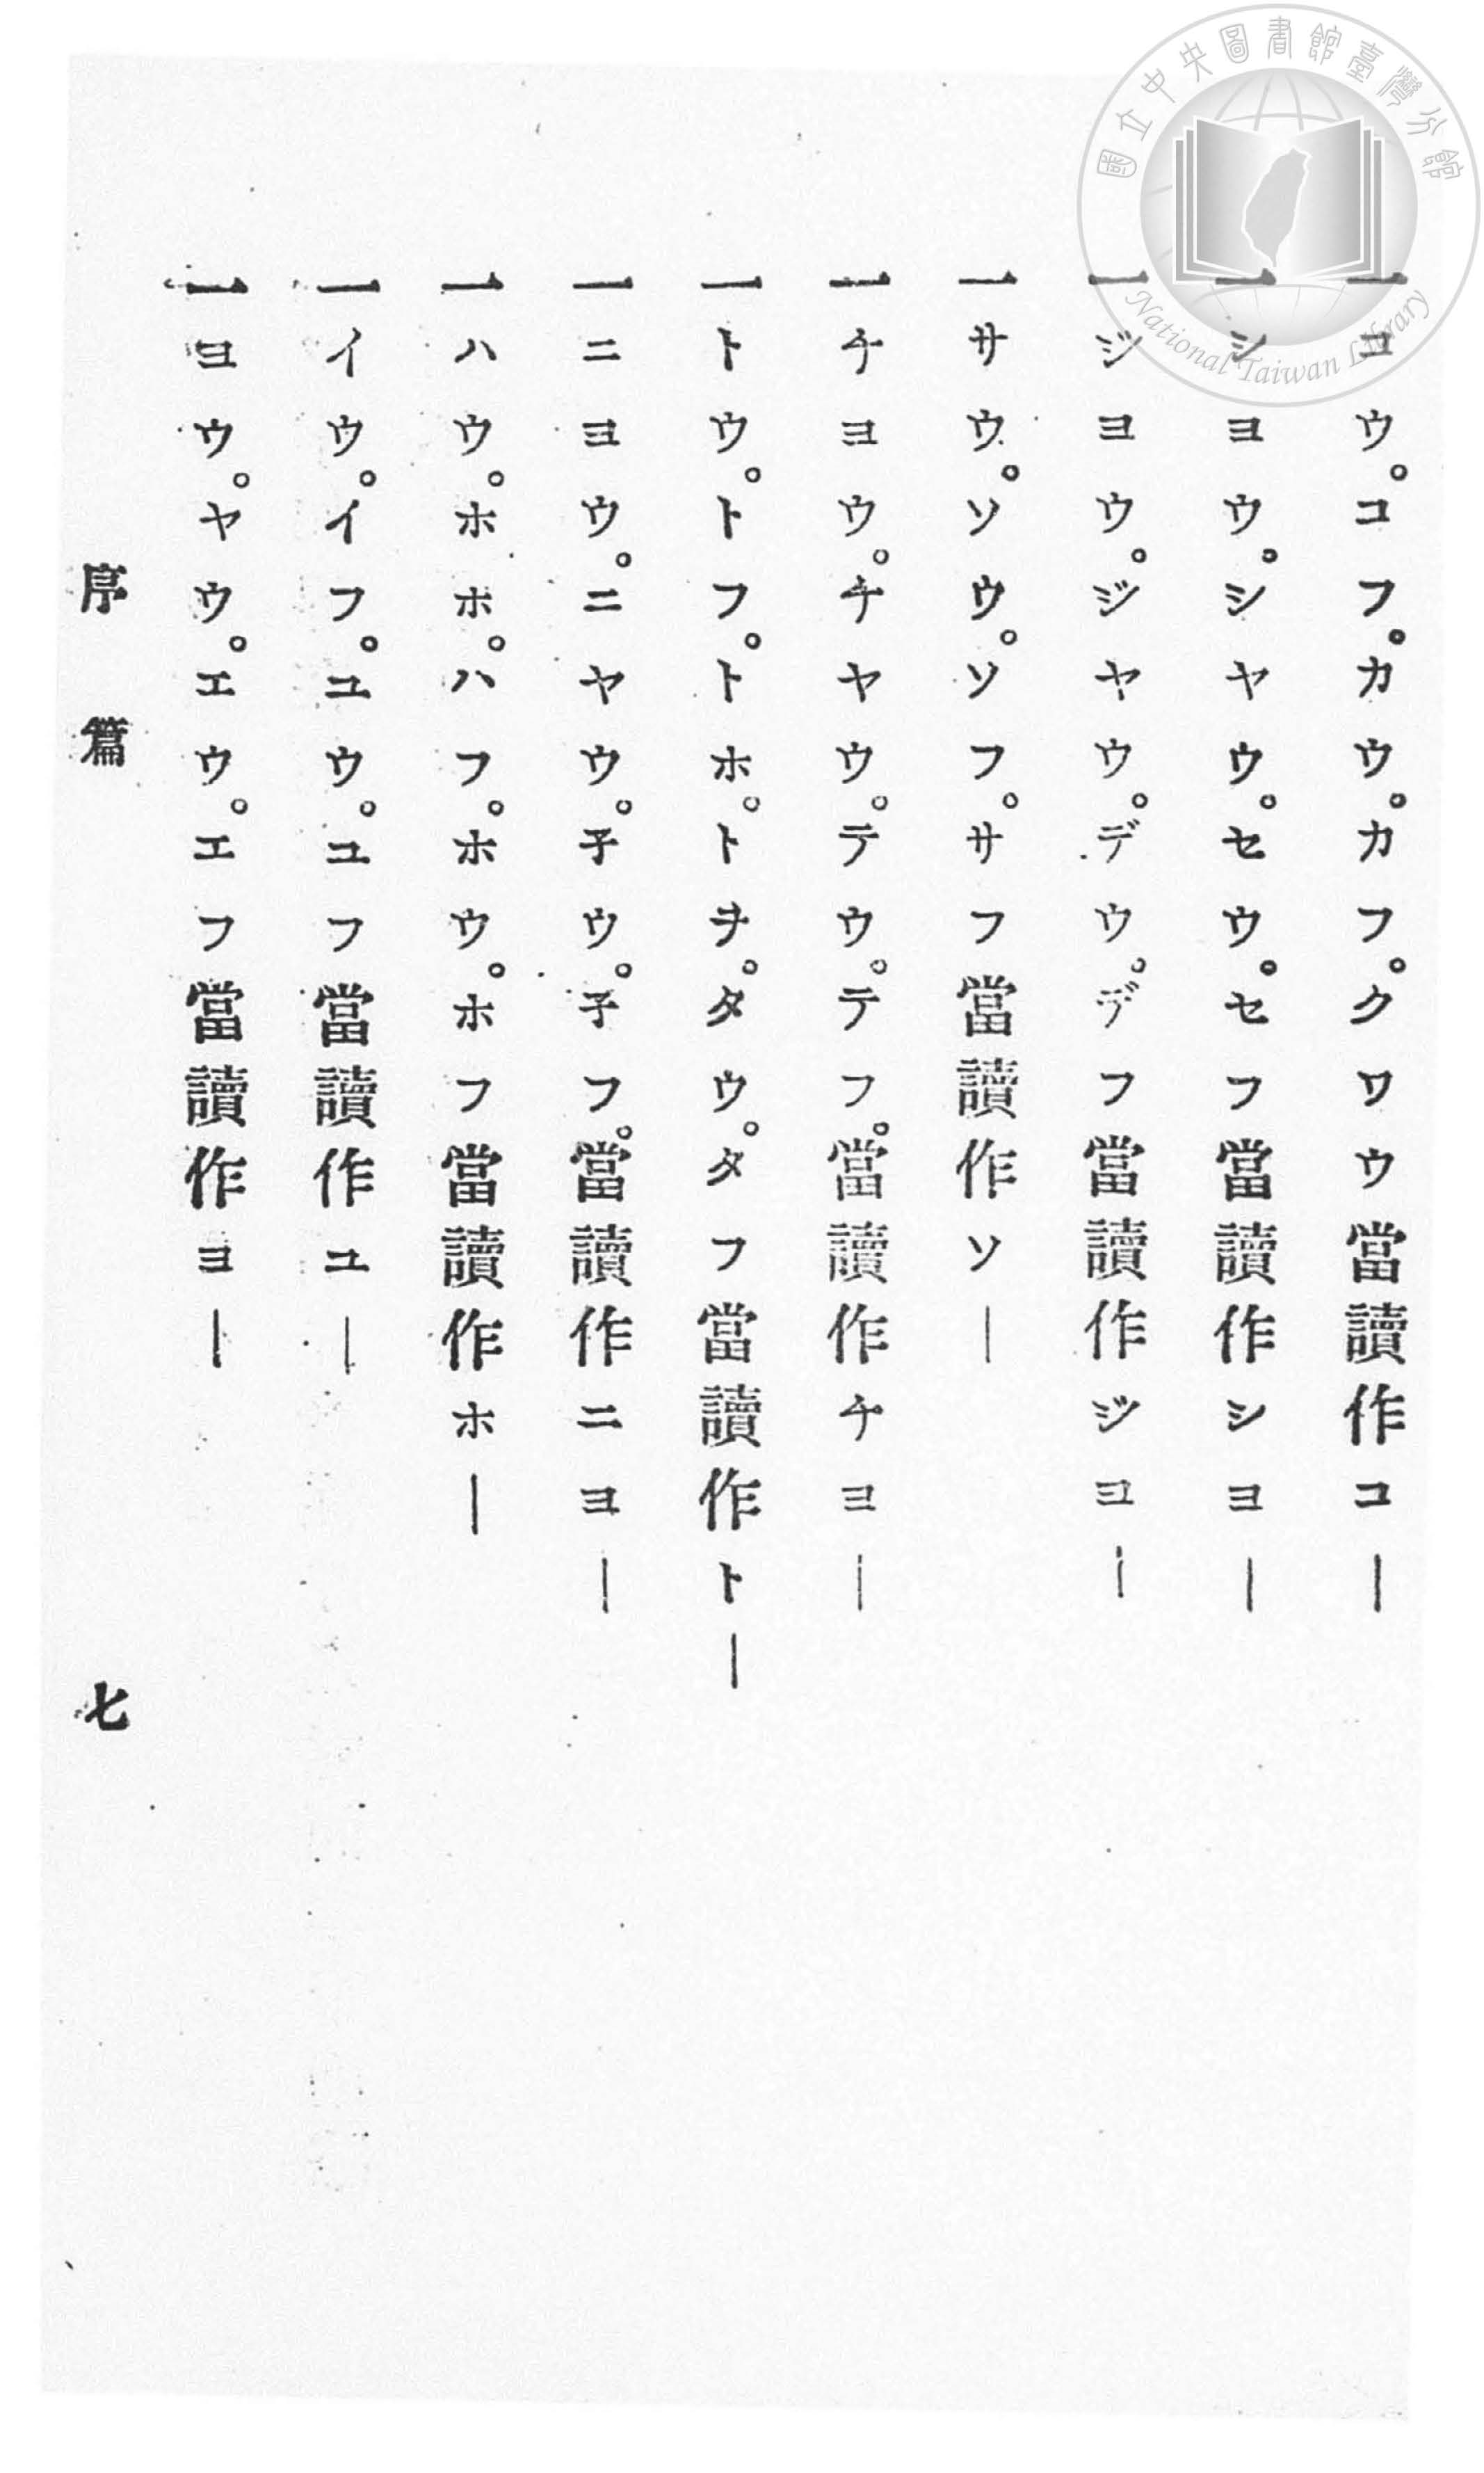 國立中央圖書館臺灣分館
National Taiwan Library
一コウ。コフ。カウ。カフ。クワウ當讀作コー
一シヨウ。シヤウ。セウ。セフ當讀作シヨー
一ジヨウ。ジヤウ。デウ。デフ當讀作ジヨー
一サウ。ソウ。ソフ。サフ當讀作ソー
一チヨウ。チヤウ。テウ。テフ。當讀作チヨー
一トウ。トフ。トホ。トヲ。タウ。タフ當讀作トー
一ニヨウ。ニヤウ。子ウ。子フ。當讀作ニヨー
一ハウ。ホホ。ハフ。ホウ。ホフ當讀作ホー
一イウ。イフ。ユウ。ユフ當讀作ユー
一ヨウ。ヤウ。エウ。エフ當讀作ヨー
序篇
七